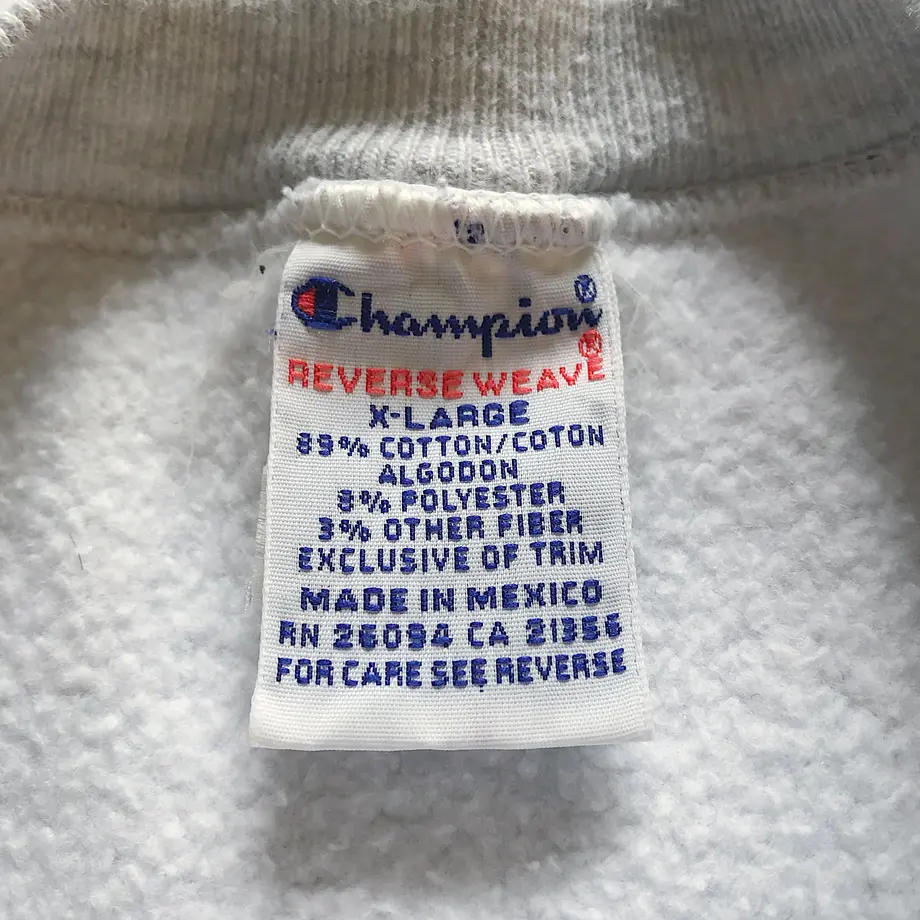 Champion®
REVERSE WEAVE®
X-LARGE
89% COTTON/COTON
ALGODON
8% POLYESTER
3% OTHER FIBER
EXCLUSIVE OF TRIM
MADE IN MEXICO
RN 26094 CA 21356
FOR CARE SEE REVERSE